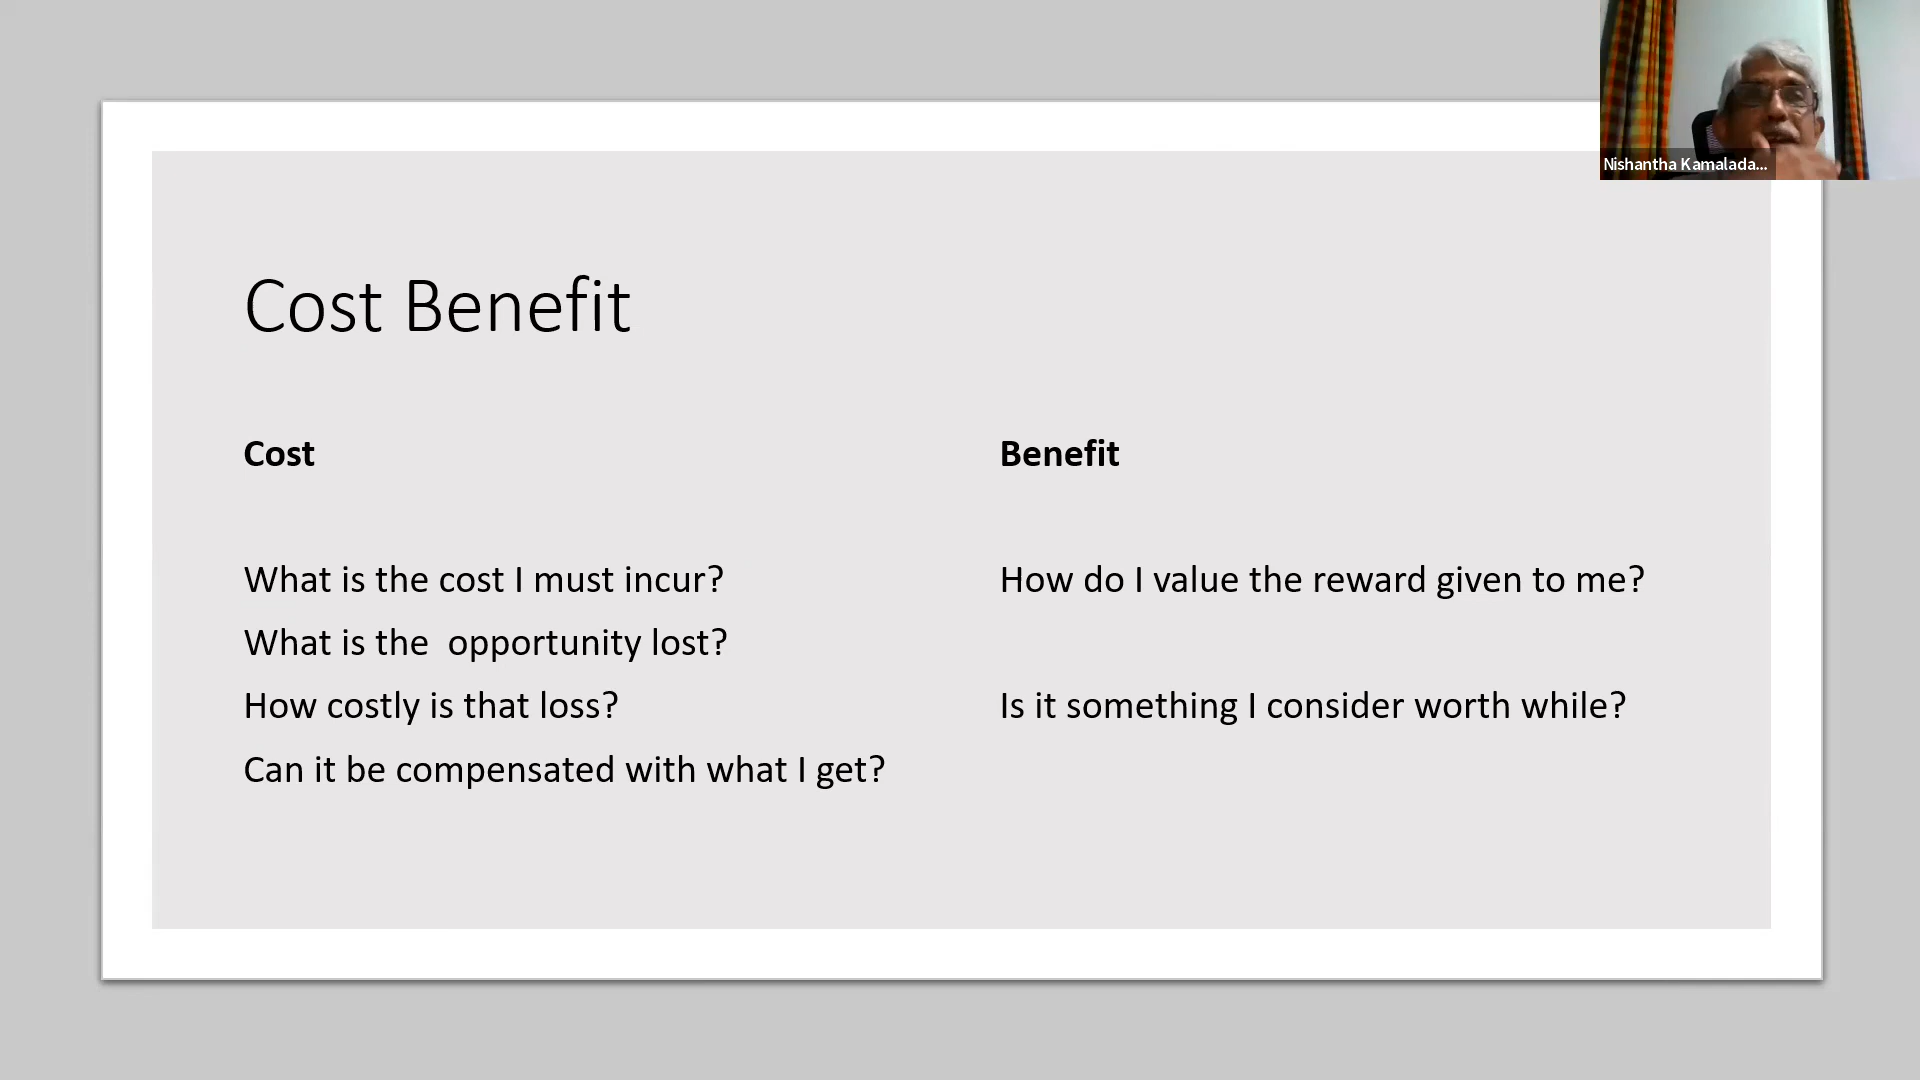 Nishantha Kamalada...
Cost Benefit
Cost
What is the cost I must incur?
What is the  opportunity lost?
How costly is that loss?
Can it be compensated with what I get?
Benefit
How do I value the reward given to me?
Is it something I consider worth while?